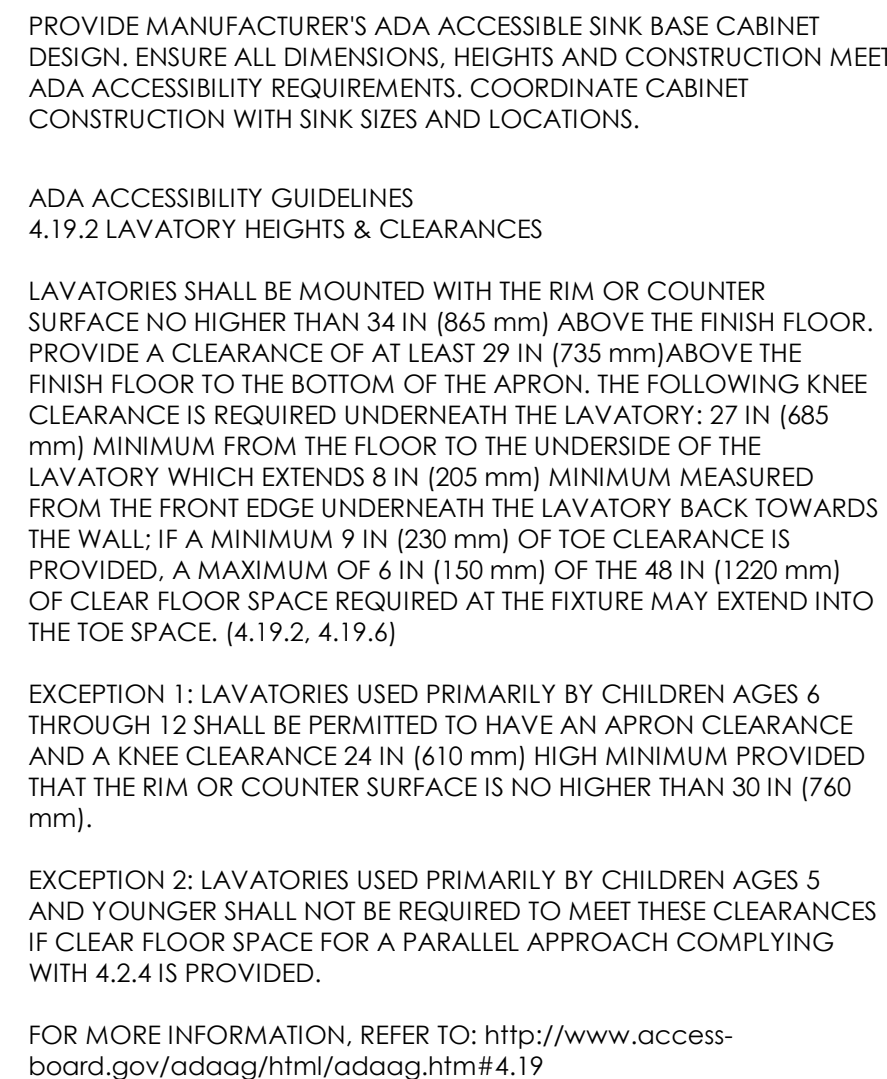 PROVIDE MANUFACTURER'S ADA ACCESSIBLE SINK BASE CABINET
DESIGN. ENSURE ALL DIMENSIONS, HEIGHTS AND CONSTRUCTION MEET
ADA ACCESSIBILITY REQUIREMENTS. COORDINATE CABINET
CONSTRUCTION WITH SINK SIZES AND LOCATIONS.
ADA ACCESSIBILITY GUIDELINES
4.19.2 LAVATORY HEIGHTS & CLEARANCES
LAVATORIES SHALL BE MOUNTED WITH THE RIM OR COUNTER
SURFACE NO HIGHER THAN 34 IN (865 mm) ABOVE THE FINISH FLOOR.
PROVIDE A CLEARANCE OF AT LEAST 29 IN (735 mm)ABOVE THE
FINISH FLOOR TO THE BOTTOM OF THE APRON. THE FOLLOWING KNEE
CLEARANCE IS REQUIRED UNDERNEATH THE LAVATORY: 27 IN (685
mm) MINIMUM FROM THE FLOOR TO THE UNDERSIDE OF THE
LAVATORY WHICH EXTENDS 8 IN (205 mm) MINIMUM MEASURED
FROM THE FRONT EDGE UNDERNEATH THE LAVATORY BACK TOWARDS
THE WALL; IF A MINIMUM 9 IN (230 mm) OF TOE CLEARANCE IS
PROVIDED, A MAXIMUM OF 6 IN (150 mm) OF THE 48 IN (1220 mm)
OF CLEAR FLOOR SPACE REQUIRED AT THE FIXTURE MAY EXTEND INTO
THE TOE SPACE. (4.19.2, 4.19.6)
EXCEPTION 1: LAVATORIES USED PRIMARILY BY CHILDREN AGES 6
THROUGH 12 SHALL BE PERMITTED TO HAVE AN APRON CLEARANCE
AND A KNEE CLEARANCE 24 IN (610 mm) HIGH MINIMUM PROVIDED
THAT THE RIM OR COUNTER SURFACE IS NO HIGHER THAN 30 IN (760
mm).
EXCEPTION 2: LAVATORIES USED PRIMARILY BY CHILDREN AGES 5
AND YOUNGER SHALL NOT BE REQUIRED TO MEET THESE CLEARANCES
IF CLEAR FLOOR SPACE FOR A PARALLEL APPROACH COMPLYING
WITH 4.2.4 IS PROVIDED.
FOR MORE INFORMATION, REFER TO: http://www.access-
board.gov/adaag/html/adaag.htm#4.19